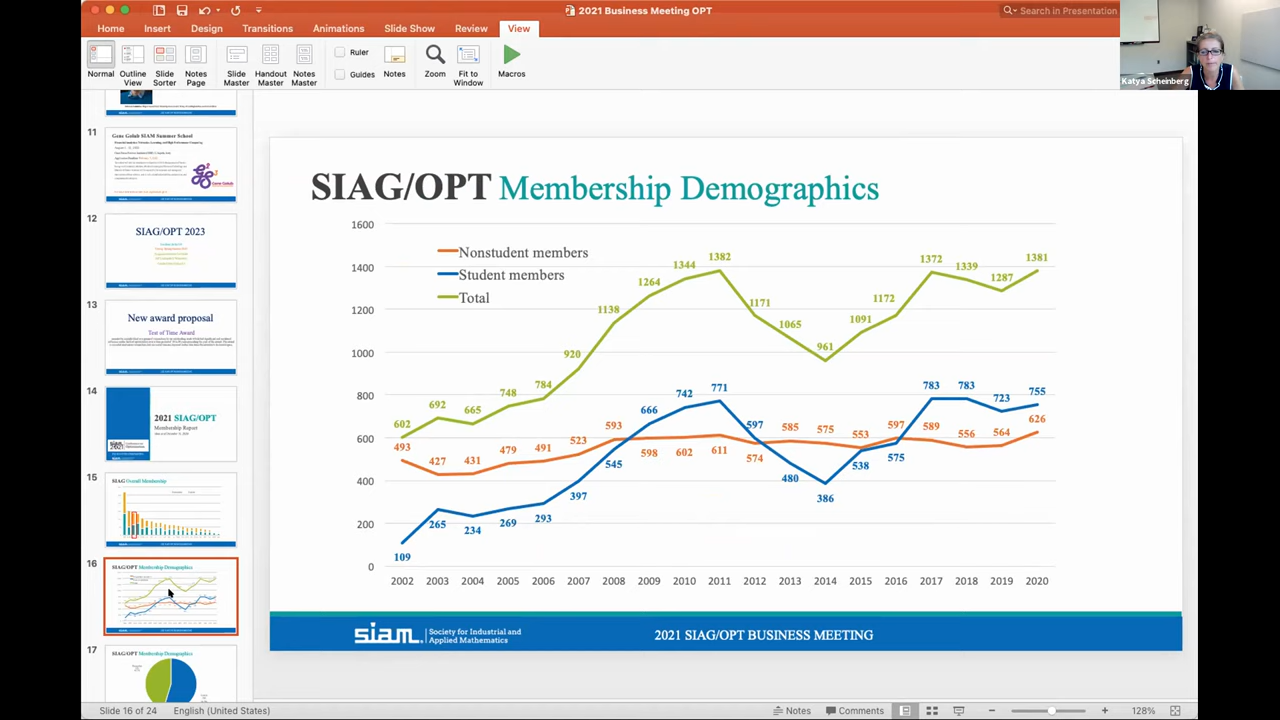 2021 Business Meeting OPT
Search in Presentation
Home Insert Design Transitions Animations Slide Show Review View
Normal
Outline View
Slide Sorter
Notes Page
Slide Master
Handout Master
Notes Master
Ruler
Guides
Notes
Zoom
Fit to Window
Macros
Katya Scheinberg
11
Gene Golub SIAM Summer School
12
SIAG/OPT 2023
13
New award proposal
Test of Time Award
14
2021 SIAG/OPT
Membership Report
15
SIAG Overall Membership
16
SIAG/OPT Membership Demographics
17
SIAG/OPT Membership Demographics
SIAG/OPT Membership Demographics
Nonstudent members
Student members
Total
1600
1400
1200
1000
800
600
400
200
0
602 692 665 748 784 920 1138 1264 1344 1382 1171 1065 961 1091 1172 1372 1339 1287 1381
493 427 431 479 491 523 593 598 602 611 574 585 575 553 597 589 556 564 626
109 265 234 269 293 397 545 666 742 771 597 480 386 538 575 783 783 723 755
2002 2003 2004 2005 2006 2007 2008 2009 2010 2011 2012 2013 2014 2015 2016 2017 2018 2019 2020
siam.
Society for Industrial and
Applied Mathematics
2021 SIAG/OPT BUSINESS MEETING
Slide 16 of 24 English (United States)
Notes Comments 128%